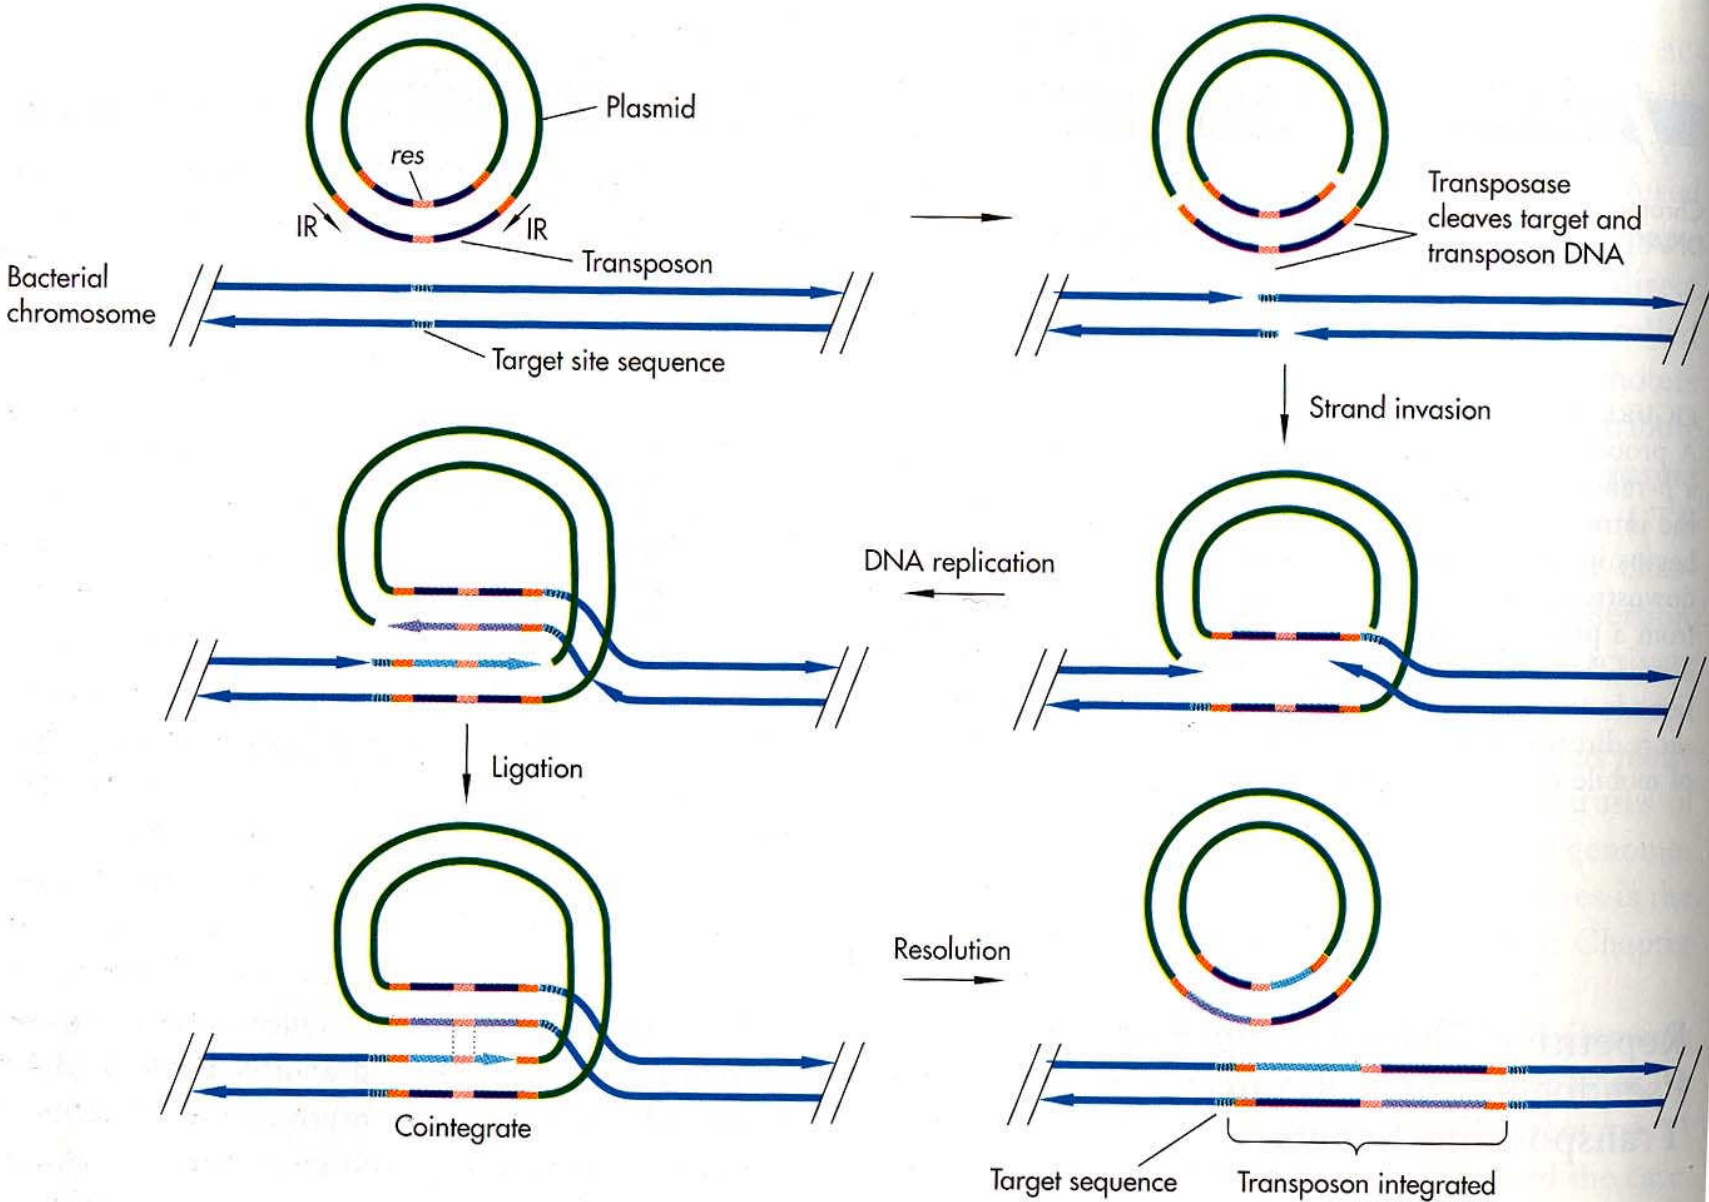 Plasmid
res
IR
IR
Transposon
Bacterial
chromosome
Target site sequence
Transposase
cleaves target and
transposon DNA
Strand invasion
DNA replication
Ligation
Resolution
Cointegrate
Target sequence
Transposon integrated